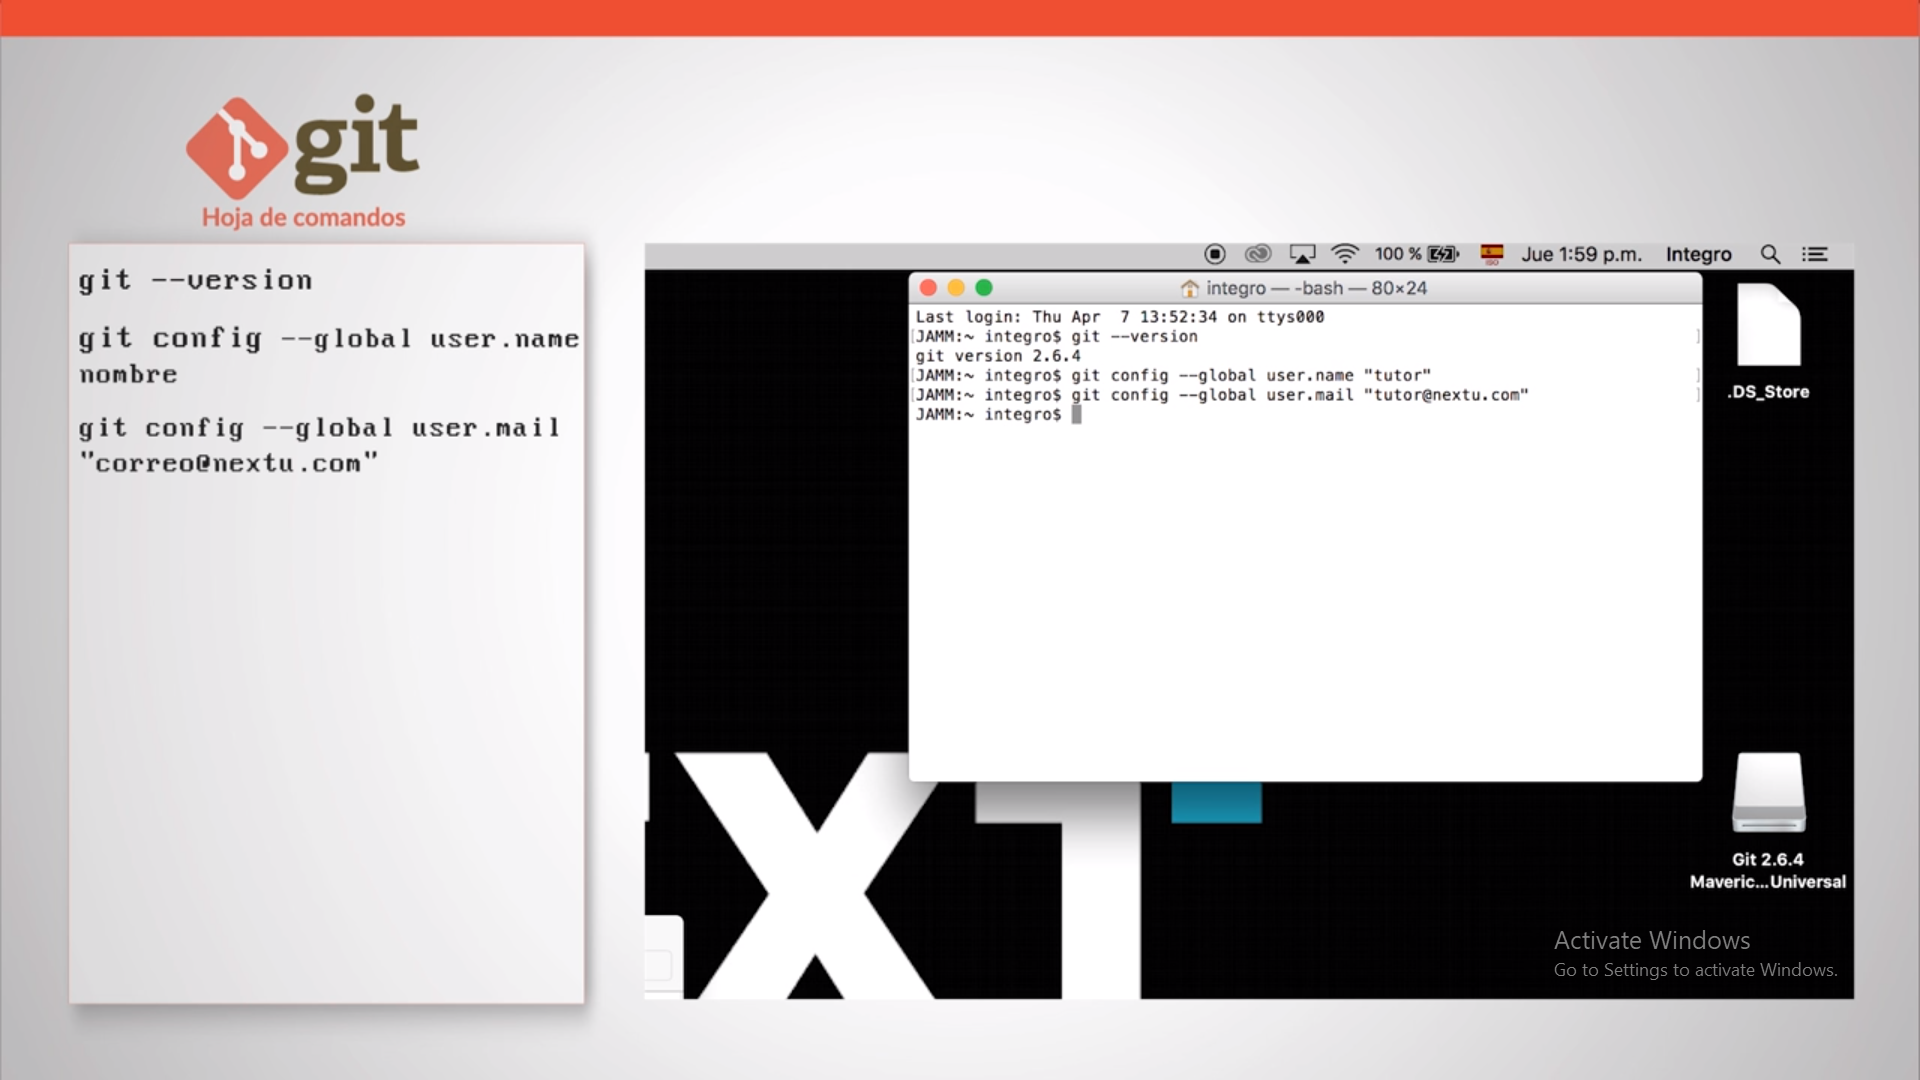 git
Hoja de comandos
git --version
git config --global user.name
nombre
git config --global user.mail
"correo@nextu.com"
100 %
ISO
Jue 1:59 p.m.
Integro
integro — -bash — 80×24
Last login: Thu Apr  7 13:52:34 on ttys000
[JAMM:~ integro$ git --version ]
git version 2.6.4
[JAMM:~ integro$ git config --global user.name "tutor" ]
[JAMM:~ integro$ git config --global user.mail "tutor@nextu.com" ]
JAMM:~ integro$
.DS_Store
XT
Git 2.6.4
Maveric...Universal
Activate Windows
Go to Settings to activate Windows.